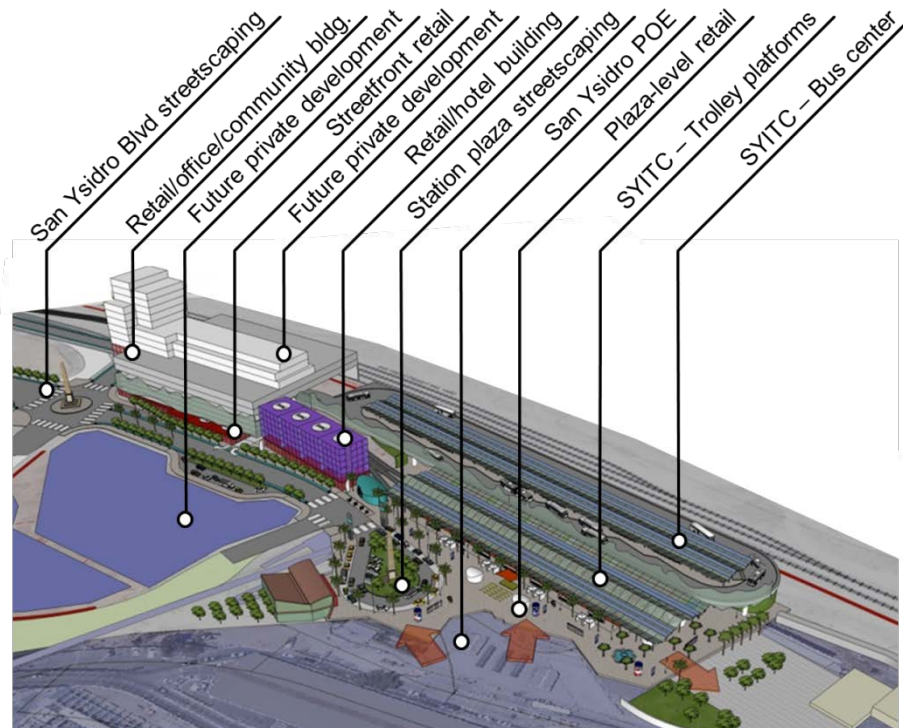 San Ysidro Blvd streetscaping
Retail/office/community bldg.
Future private development
Streetfront retail
Future private development
Retail/hotel building
Station plaza streetscaping
San Ysidro POE
Plaza-level retail
SYITC – Trolley platforms
SYITC – Bus center